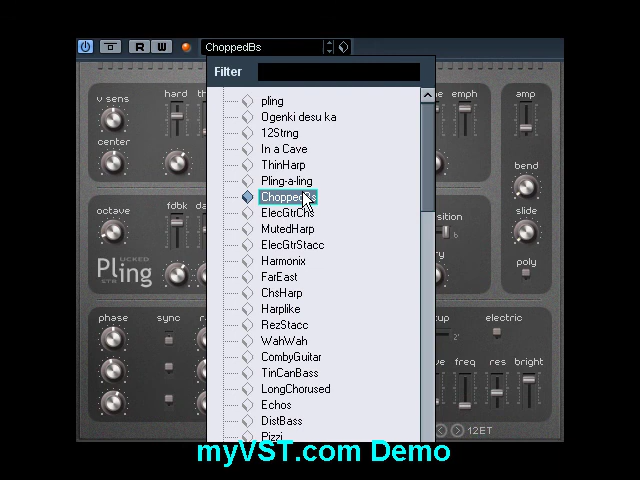 R W
ChoppedBs
Filter
v sens
hard
emph
amp
center
pling
Ogenki desu ka
12Strng
In a Cave
ThinHarp
Pling-a-ling
ChoppedBs
ElecGtrChs
MutedHarp
ElecGtrStacc
Harmonix
FarEast
ChsHarp
Harplike
RezStacc
WahWah
CombyGuitar
TinCanBass
LongChorused
Echos
DistBass
Pizzi
bend
octave
fdbk
slide
b
poly
Pling
phase
sync
electric
2'
freq
res
bright
12ET
myVST.com Demo